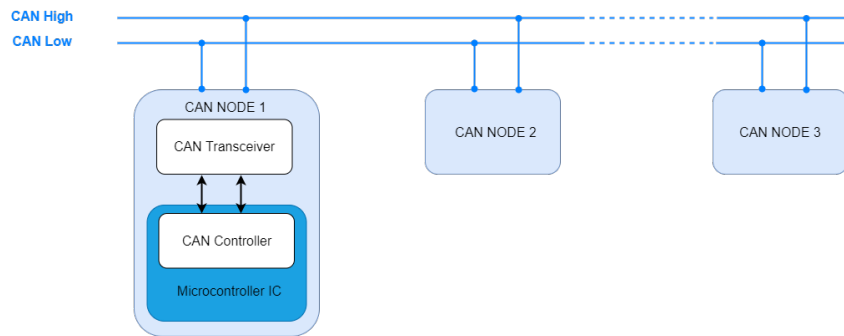 CAN High
CAN Low
CAN NODE 1
CAN Transceiver
CAN Controller
Microcontroller IC
CAN NODE 2
CAN NODE 3